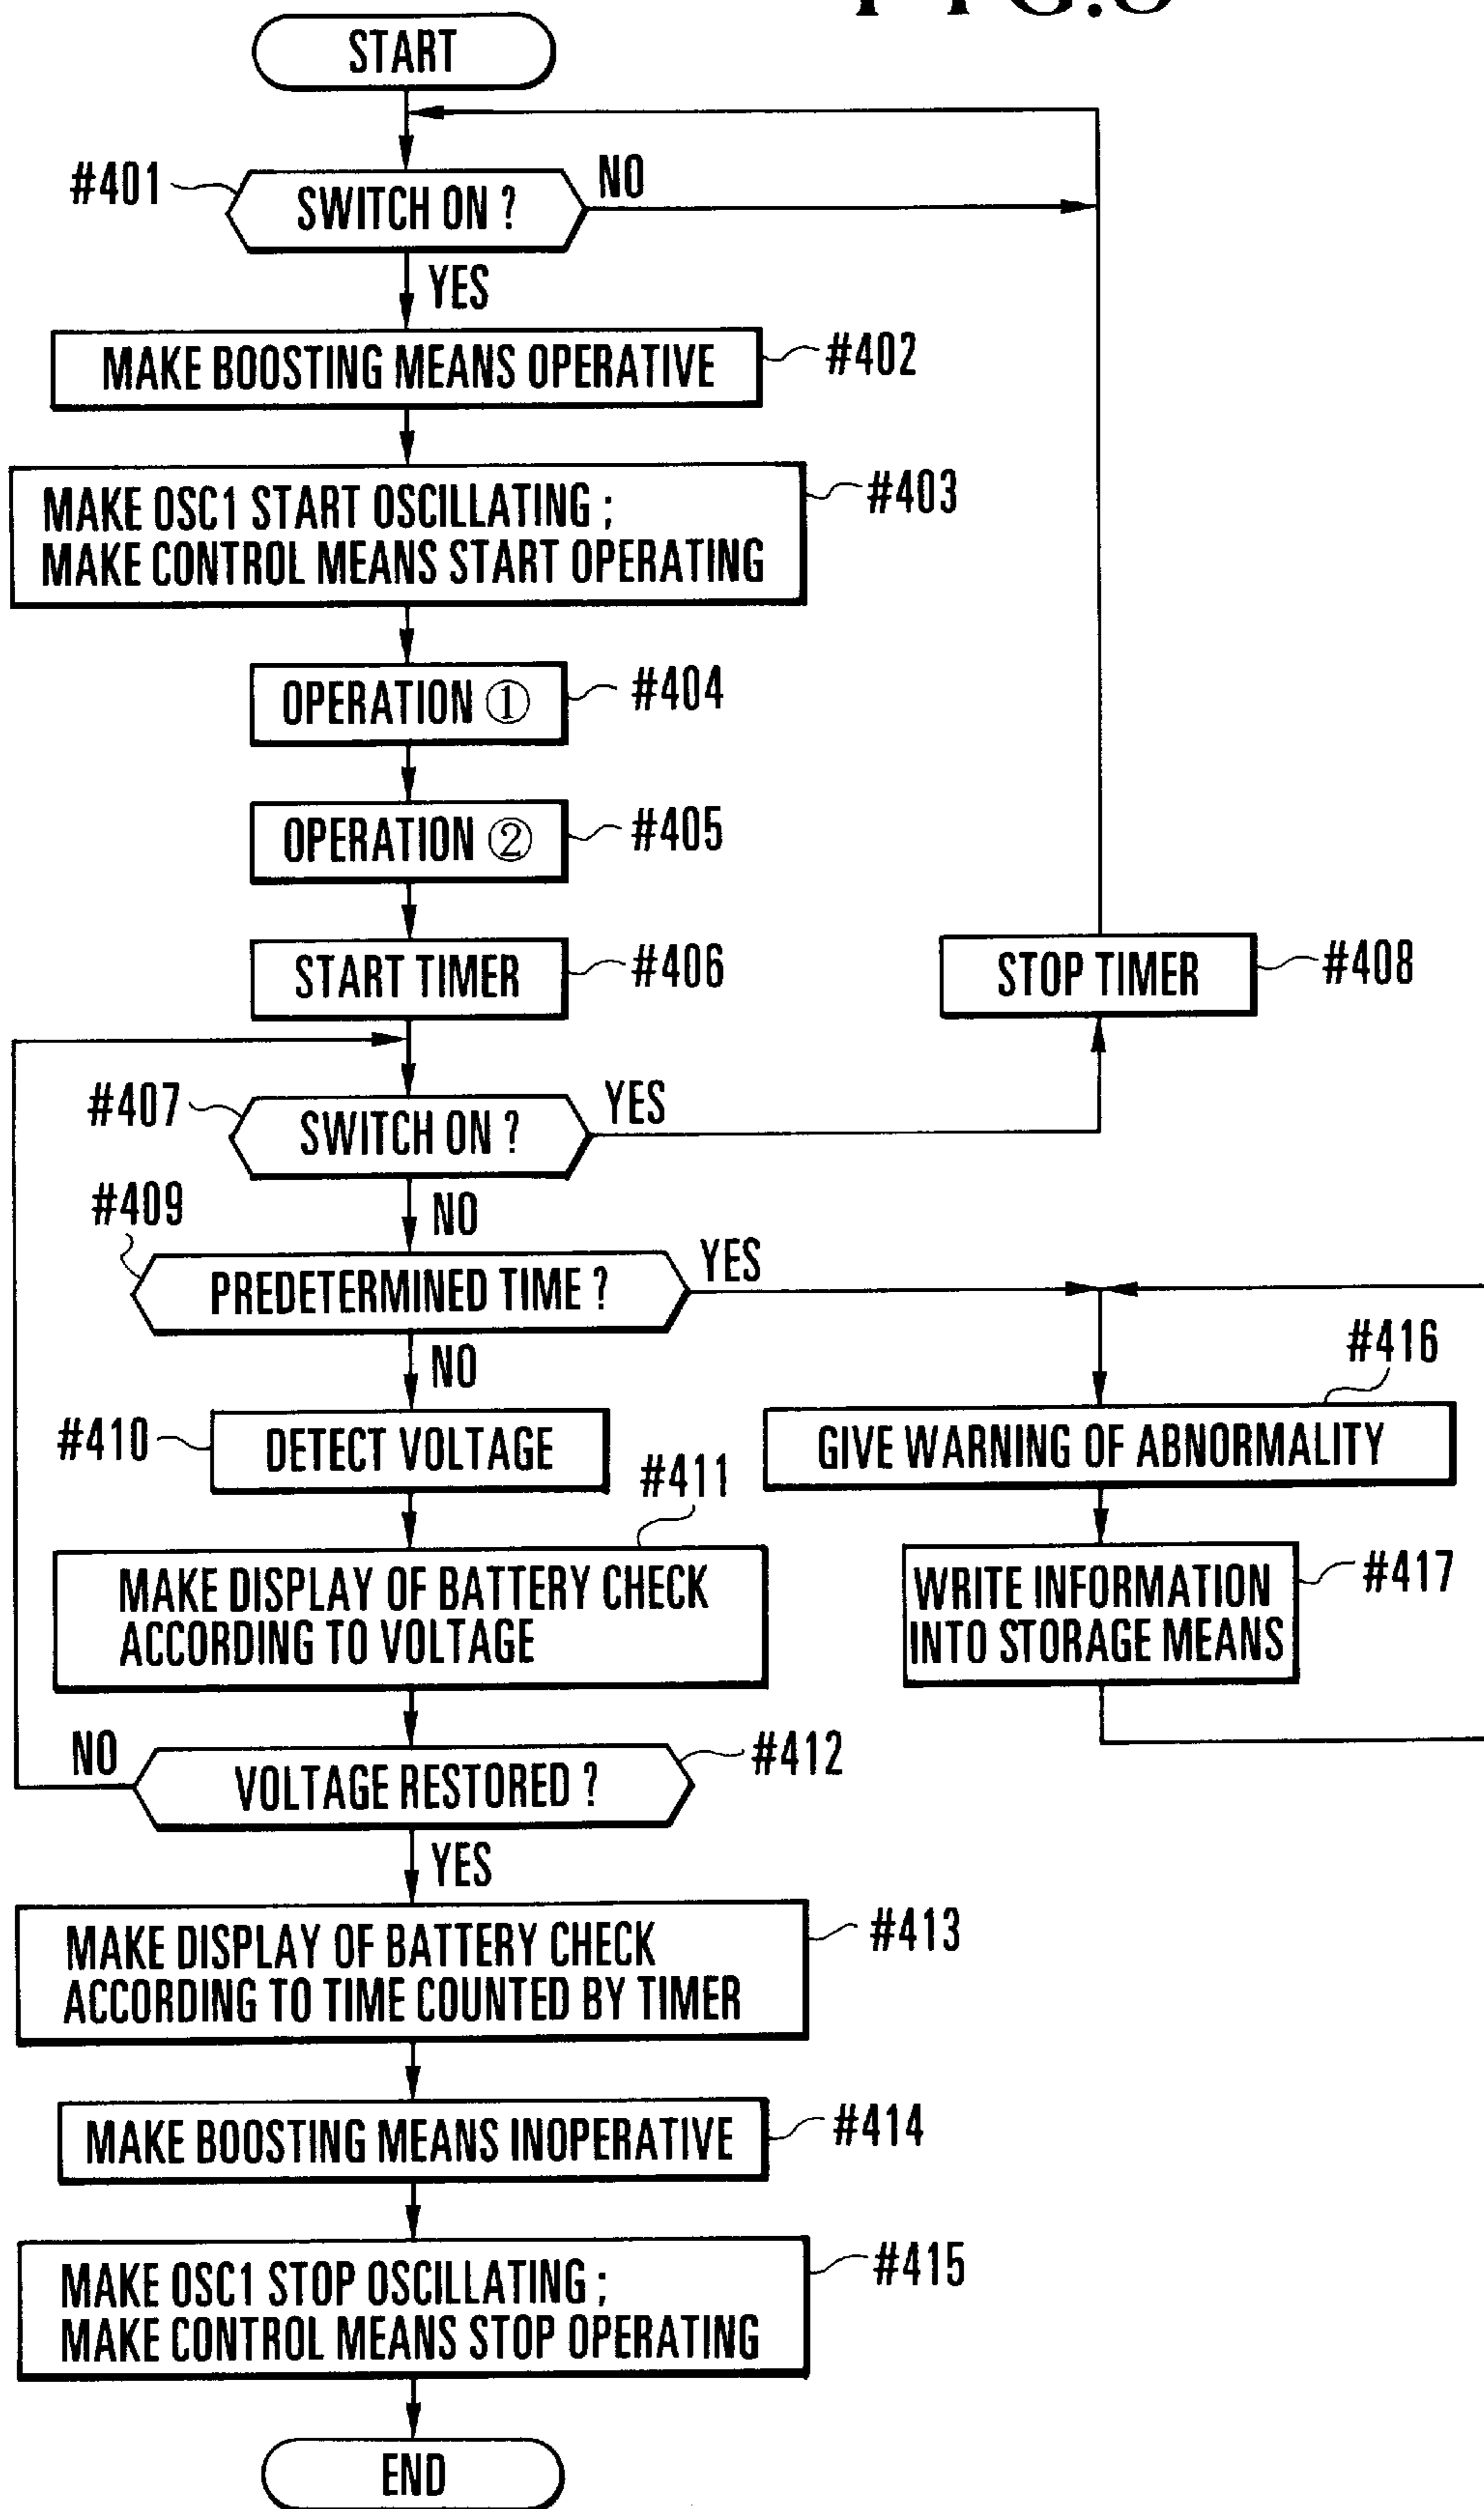 FIG.
START
#401
SWITCH ON ?
NO
YES
MAKE BOOSTING MEANS OPERATIVE
#402
MAKE OSC1 START OSCILLATING ;
MAKE CONTROL MEANS START OPERATING
#403
OPERATION ①
#404
OPERATION ②
#405
START TIMER
#406
STOP TIMER
#408
#407
SWITCH ON ?
YES
NO
#409
PREDETERMINED TIME ?
YES
NO
#410
DETECT VOLTAGE
#416
GIVE WARNING OF ABNORMALITY
#411
MAKE DISPLAY OF BATTERY CHECK
ACCORDING TO VOLTAGE
WRITE INFORMATION
INTO STORAGE MEANS
#417
NO
VOLTAGE RESTORED ?
#412
YES
MAKE DISPLAY OF BATTERY CHECK
ACCORDING TO TIME COUNTED BY TIMER
#413
MAKE BOOSTING MEANS INOPERATIVE
#414
MAKE OSC1 STOP OSCILLATING ;
MAKE CONTROL MEANS STOP OPERATING
#415
END